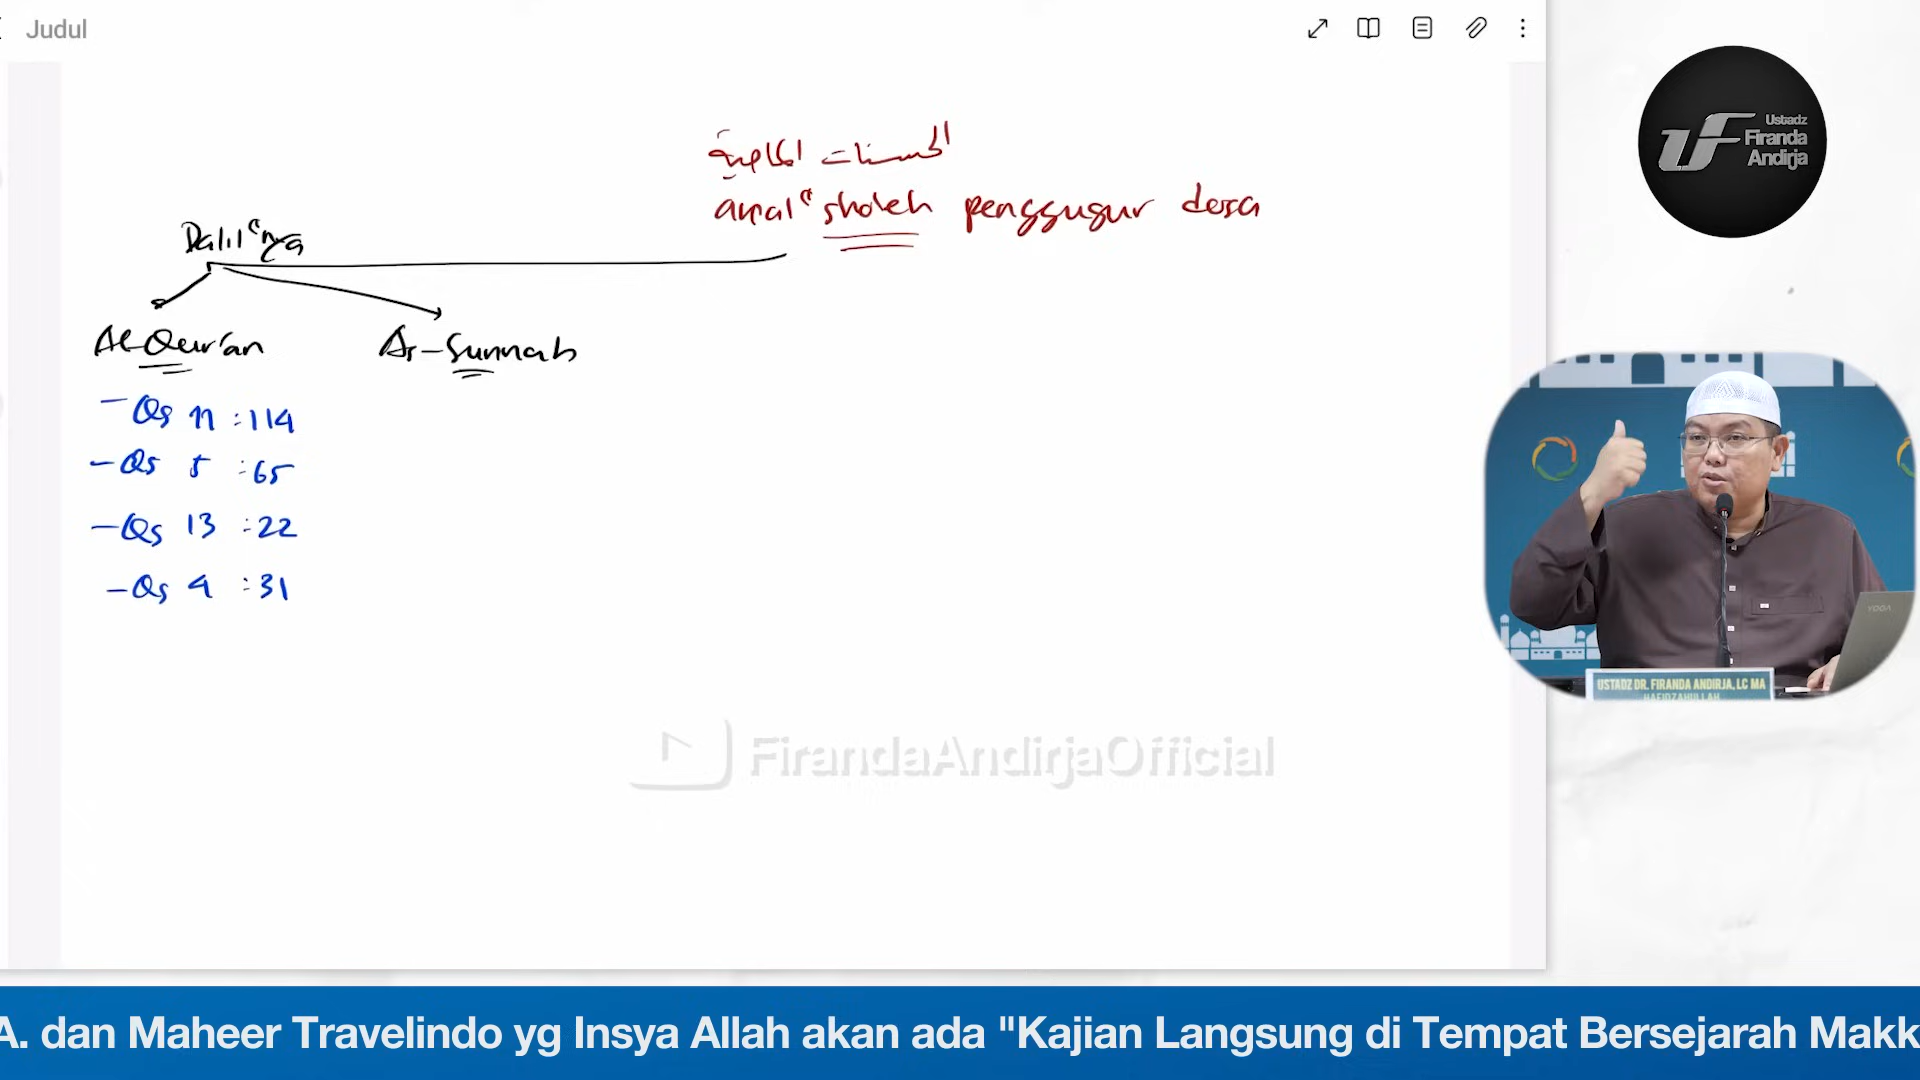 Judul
الحسنات الماحية
amal² sholeh penggugur dosa
Dalil²nya
Al-Qur'an
As-Sunnah
- Qs 11 : 114
- Qs 5 : 65
- Qs 13 : 22
- Qs 4 : 31
Ustadz
Firanda
Andirja
YOGA
USTADZ DR. FIRANDA ANDIRJA, LC MA
HAFIDZAHULLAH
FirandaAndirjaOfficial
A. dan Maheer Travelindo yg Insya Allah akan ada "Kajian Langsung di Tempat Bersejarah Makk